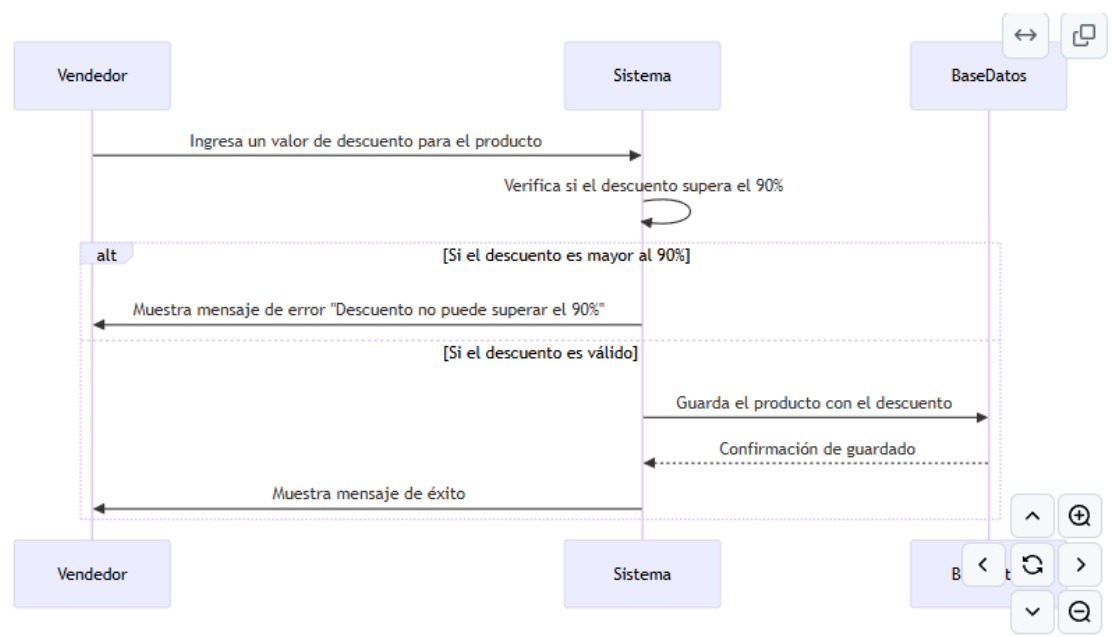 Vendedor
Sistema
BaseDatos
Ingresa un valor de descuento para el producto
Verifica si el descuento supera el 90%
alt
[Si el descuento es mayor al 90%]
Muestra mensaje de error "Descuento no puede superar el 90%"
[Si el descuento es válido]
Guarda el producto con el descuento
Confirmación de guardado
Muestra mensaje de éxito
Vendedor
Sistema